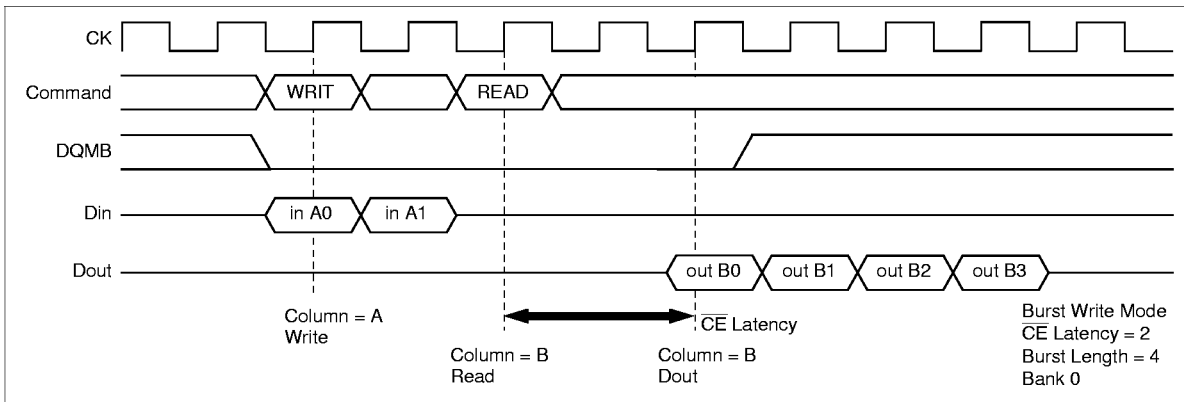 CK
Command
WRIT
READ
DQMB
Din
in A0
in A1
Dout
out B0
out B1
out B2
out B3
Column = A
Write
CE Latency
Column = B
Read
Column = B
Dout
Burst Write Mode
CE Latency = 2
Burst Length = 4
Bank 0